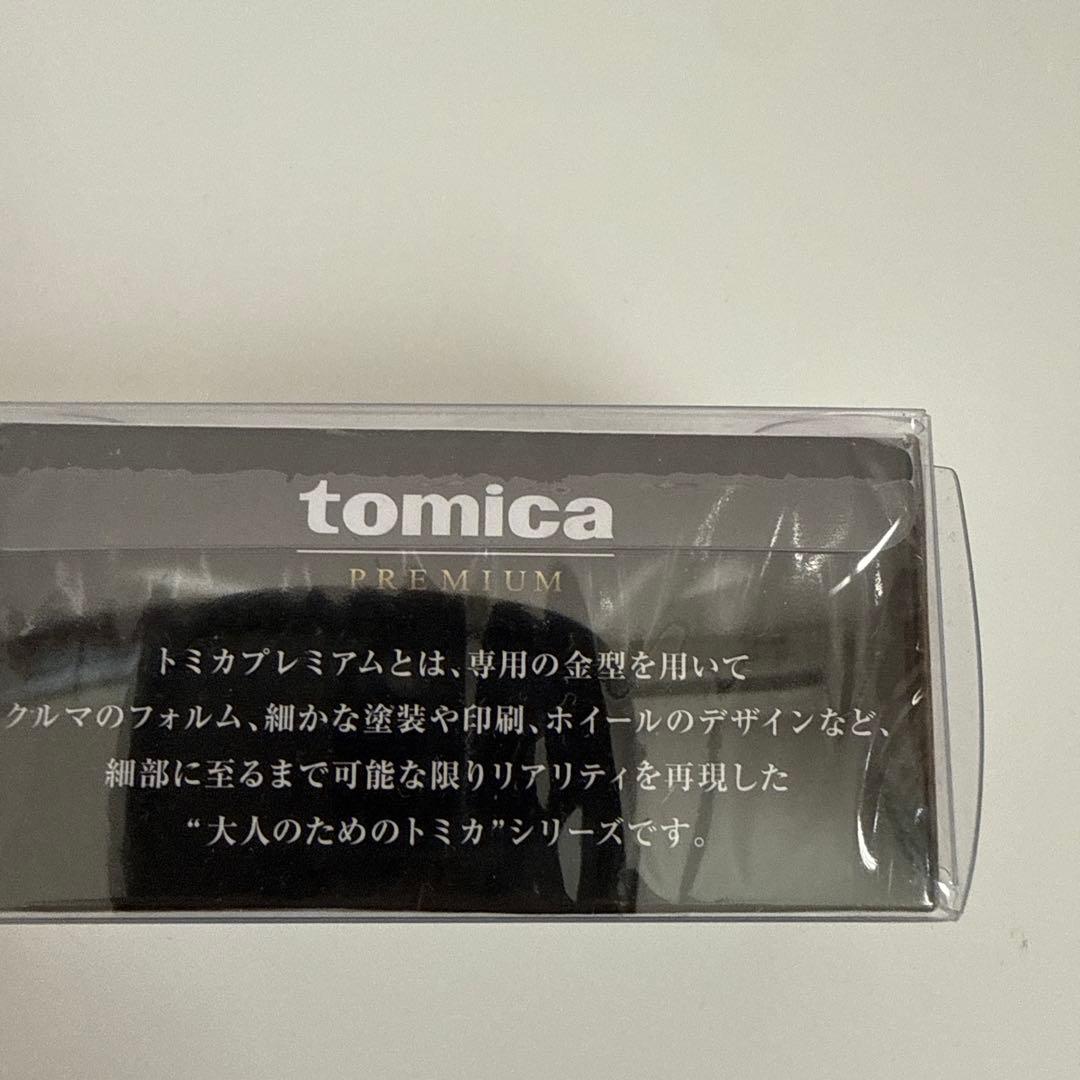 tomica
PREMIUM
トミカプレミアムとは、専用の金型を用いて
クルマのフォルム、細かな塗装や印刷、ホイールのデザインなど、
細部に至るまで可能な限りリアリティを再現した
“大人のためのトミカ”シリーズです。